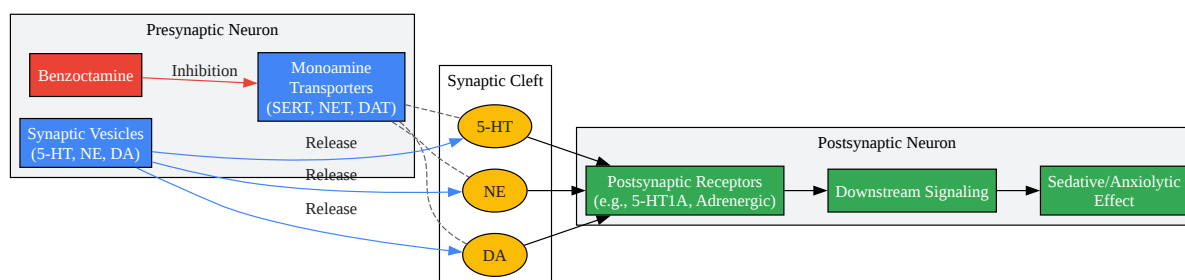 Presynaptic Neuron
Benzoctamine
Inhibition
Monoamine
Transporters
(SERT, NET, DAT)
Synaptic Vesicles
(5-HT, NE, DA)
Release
Release
Release
Synaptic Cleft
5-HT
NE
DA
Postsynaptic Neuron
Postsynaptic Receptors
(e.g., 5-HT1A, Adrenergic)
Downstream Signaling
Sedative/Anxiolytic
Effect